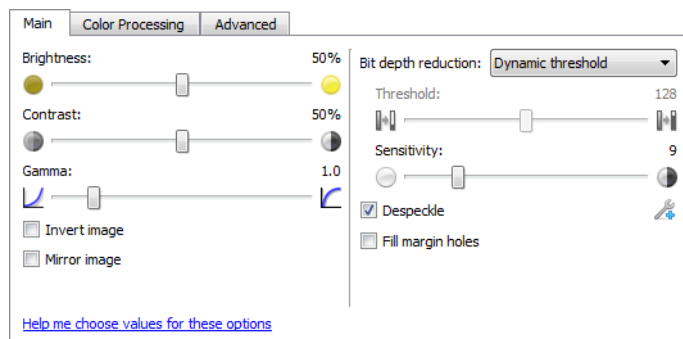 Main Color Processing Advanced
Brightness: 50%
Contrast: 50%
Gamma: 1.0
Invert image
Mirror image
Help me choose values for these options
Bit depth reduction: Dynamic threshold
Threshold: 128
Sensitivity: 9
Despeckle
Fill margin holes